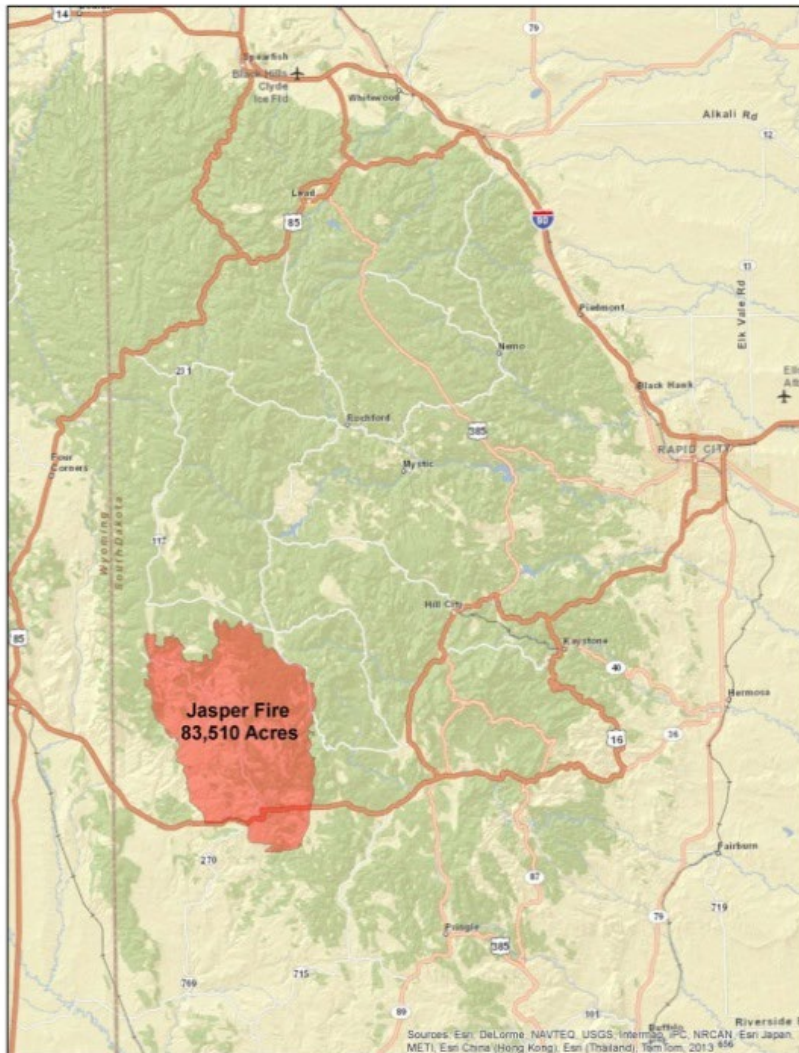 14
79
Spearfish
Black Hills
Clyde
Ice Fld
Whitewood
Alkali Rd
12
Lead
85
90
13
Elk Vale Rd
Piedmont
Nemo
231
Black Hawk
Rochford
385
RAPID CITY
Four
Corners
Mystic
Wyoming
South Dakota
117
Hill City
85
Keystone
40
Hermosa
Jasper Fire
83,510 Acres
16
36
270
Fairburn
87
719
79
Pringle
385
715
769
89
101
Buffalo
Riverside
656
Sources: Esri, DeLorme, NAVTEQ, USGS, Intermap, iPC, NRCAN, Esri Japan,
METI, Esri China (Hong Kong), Esri (Thailand), TomTom, 2013